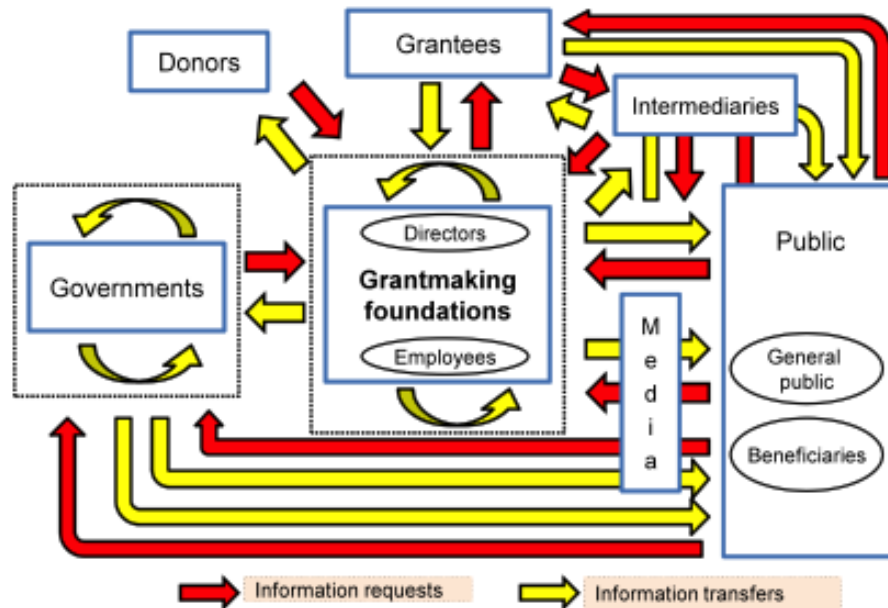 Donors
Grantees
Intermediaries
Governments
Directors
Grantmaking
foundations
Employees
M
e
d
i
a
Public
General
public
Beneficiaries
Information requests
Information transfers